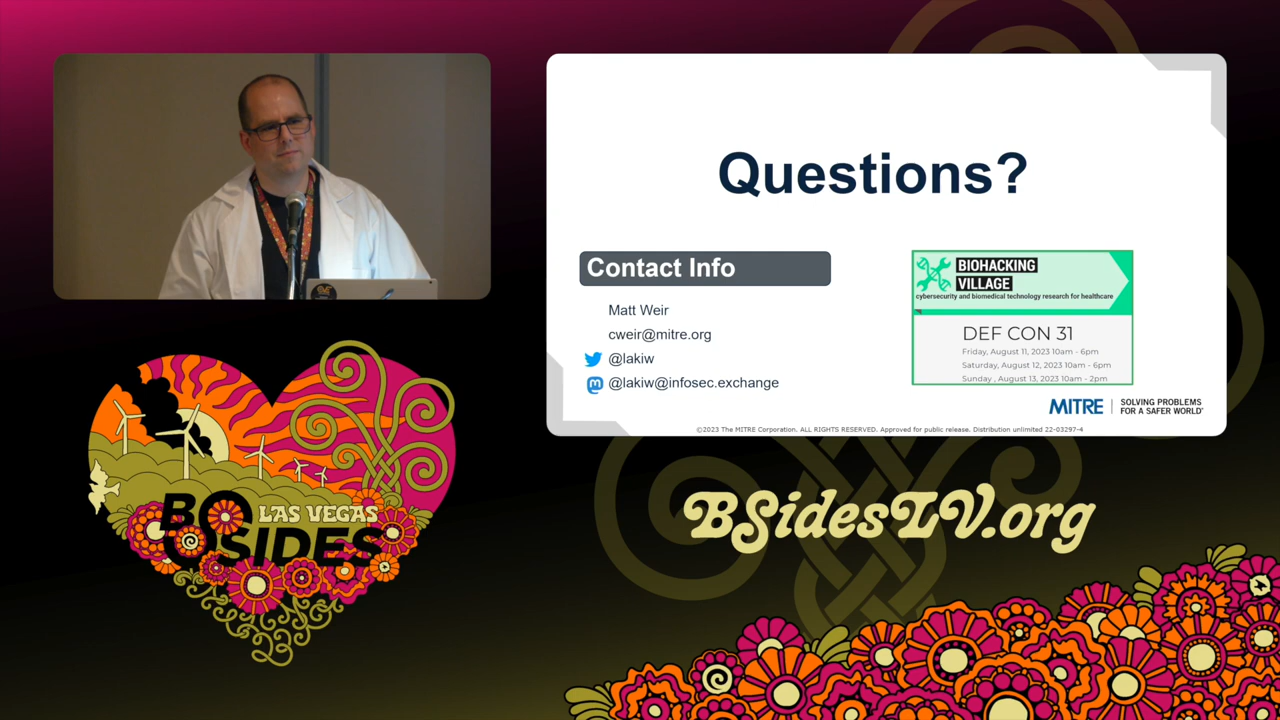 Questions?
Contact Info
Matt Weir
cweir@mitre.org
@lakiw
@lakiw@infosec.exchange
BIOHACKING
VILLAGE
cybersecurity and biomedical technology research for healthcare
DEF CON 31
Friday, August 11, 2023 10am - 6pm
Saturday, August 12, 2023 10am - 6pm
Sunday , August 13, 2023 10am - 2pm
MITRE
SOLVING PROBLEMS
FOR A SAFER WORLD'
©2023 The MITRE Corporation. ALL RIGHTS RESERVED. Approved for public release. Distribution unlimited 22-03297-4
LAS VEGAS
BSIDES
23
BSidesLV.org